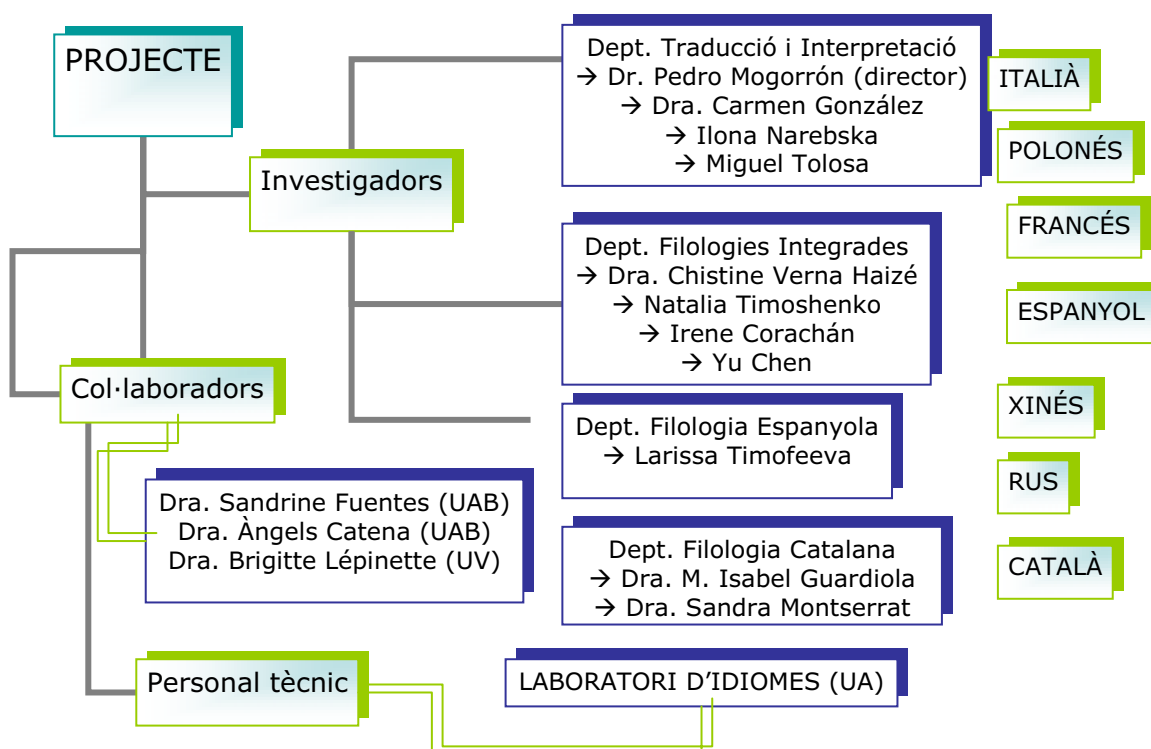 PROJECTE
Investigadors
Col·laboradors
Dra. Sandrine Fuentes (UAB)
Dra. Àngels Catena (UAB)
Dra. Brigitte Lépinette (UV)
Personal tècnic
Dept. Traducció i Interpretació
→ Dr. Pedro Mogorrón (director)
→ Dra. Carmen González
→ Ilona Narebska
→ Miguel Tolosa
Dept. Filologies Integrades
→ Dra. Chistine Verna Haizé
→ Natalia Timoshenko
→ Irene Corachán
→ Yu Chen
Dept. Filologia Espanyola
→ Larissa Timofeeva
Dept. Filologia Catalana
→ Dra. M. Isabel Guardiola
→ Dra. Sandra Montserrat
LABORATORI D’IDIOMES (UA)
ITALIÀ
POLONÉS
FRANCÉS
ESPANYOL
XINÉS
RUS
CATALÀ